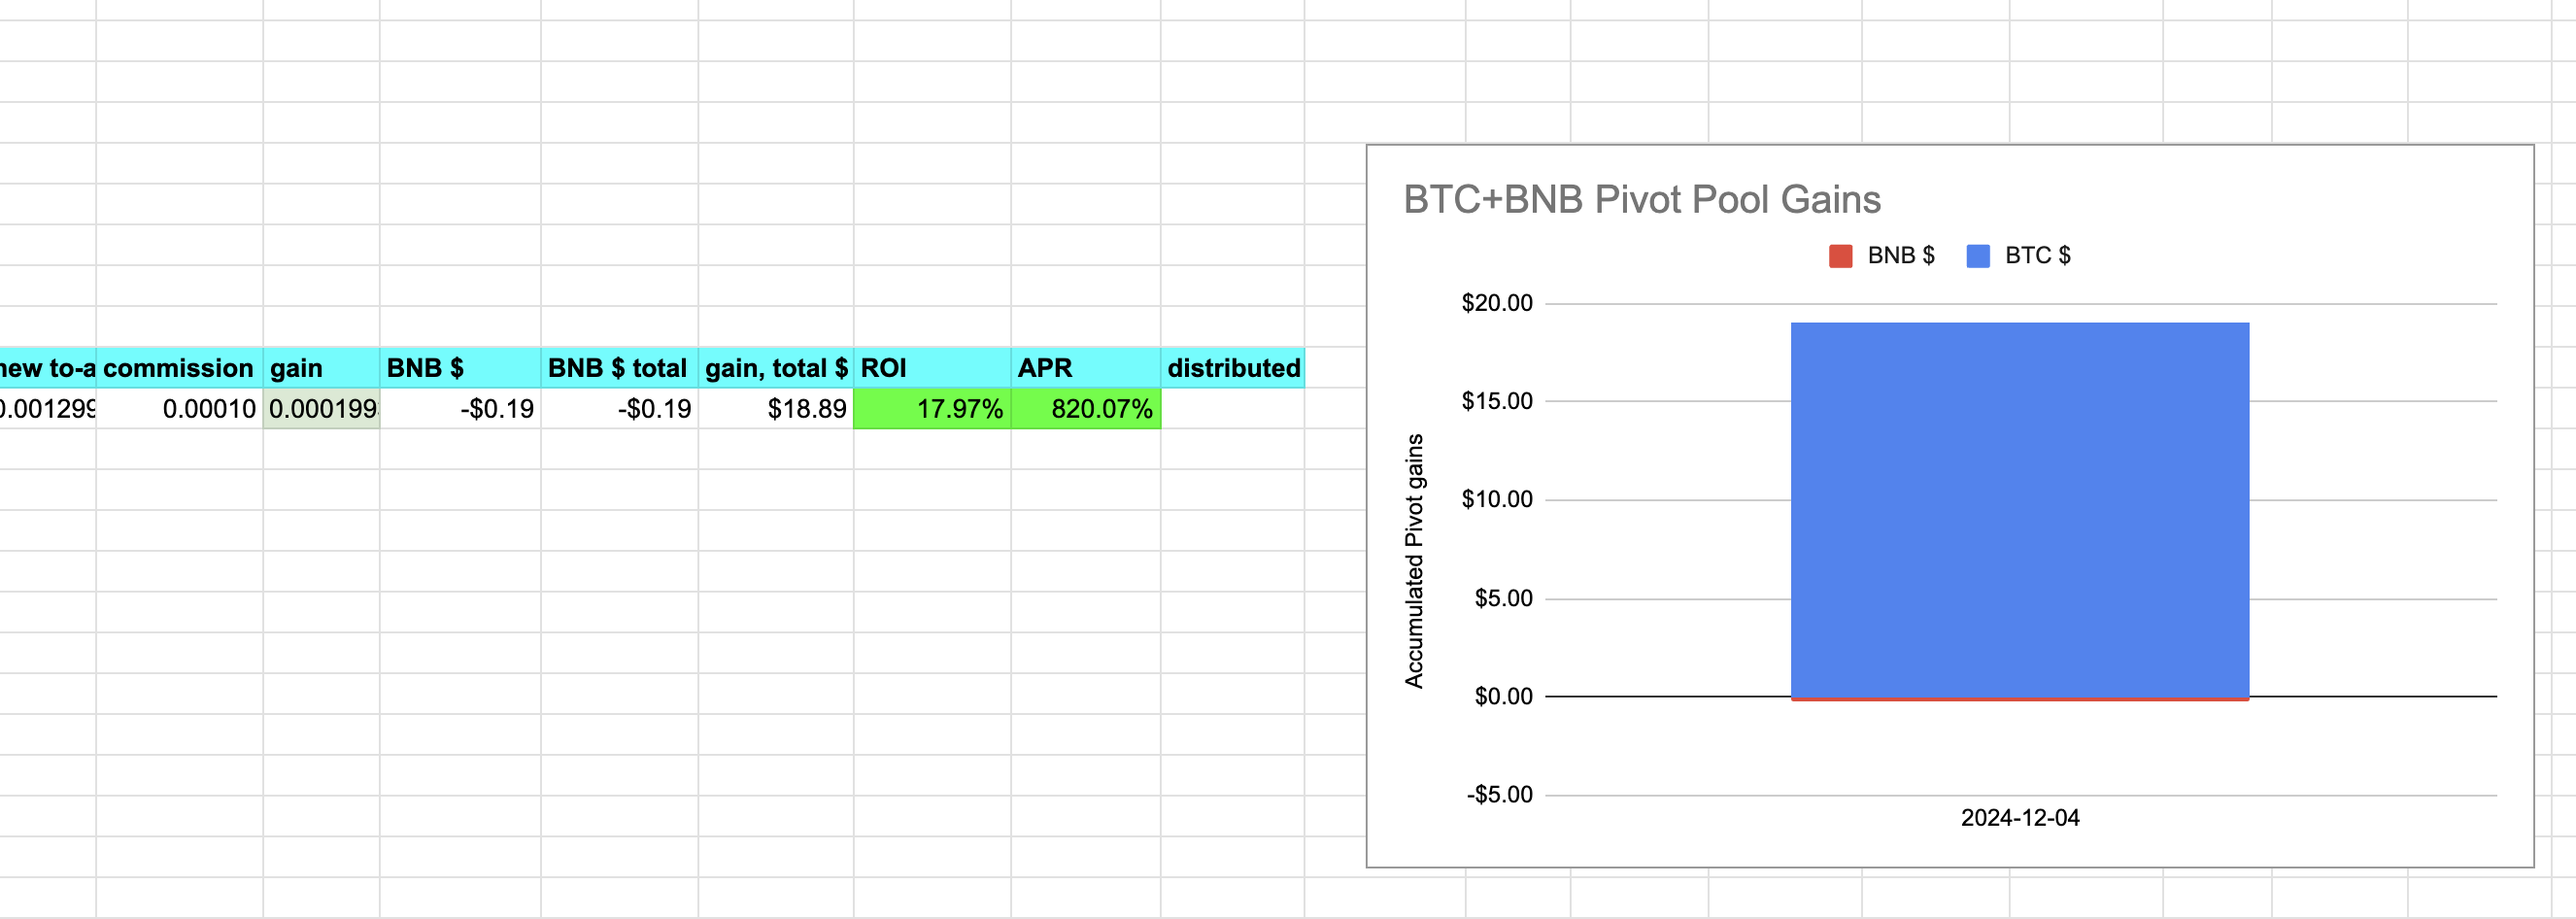 new to-a commission gain BNB $ BNB $ total gain, total $ ROI APR distributed
0.001299 0.00010 0.000199 -$0.19 -$0.19 $18.89 17.97% 820.07%
BTC+BNB Pivot Pool Gains
BNB $ BTC $
Accumulated Pivot gains
$20.00
$15.00
$10.00
$5.00
$0.00
-$5.00
2024-12-04